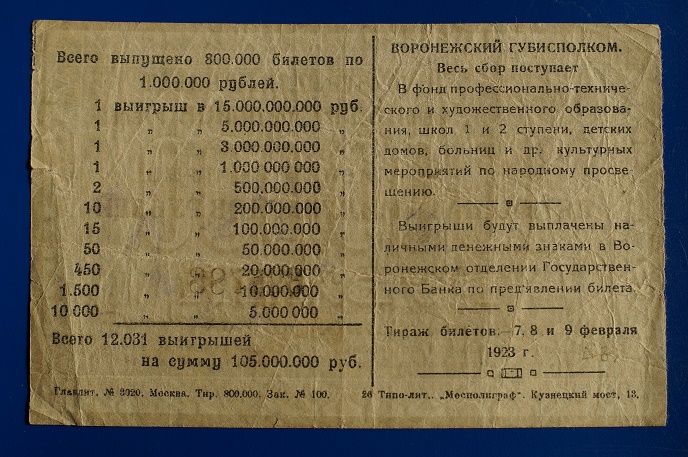 Всего выпущено 800.000 билетов по
1.000.000 рублей.
1 выигрыш в 15.000.000.000 руб.
1 „ „ 5.000.000.000 „
1 „ „ 3.000.000.000 „
1 „ „ 1.000.000.000 „
2 „ „ 500.000.000 „
10 „ „ 200.000.000 „
15 „ „ 100.000.000 „
50 „ „ 50.000.000 „
450 „ „ 20.000.000 „
1.500 „ „ 10.000.000 „
10.000 „ „ 5.000.000 „
Всего 12.031 выигрышей
на сумму 105.000.000 руб.
ВОРОНЕЖСКИЙ ГУБИСПОЛКОМ.
Весь сбор поступает
В фонд профессионально-техниче-
ского и художественного образова-
ния, школ 1 и 2 ступени, детских
домов, больниц и др. культурных
мероприятий по народному просве-
щению.
Выигрыши будут выплачены на-
личными денежными знаками в Во-
ронежском отделении Государствен-
ного Банка по пред'явлении билета.
Тираж билетов. 7, 8 и 9 февраля
1923 г.
Главлит. № 3920. Москва. Тир. 800.000. Зак. № 100. 26 Типо-лит. „Мосполиграф“. Кузнецкий мост, 13.